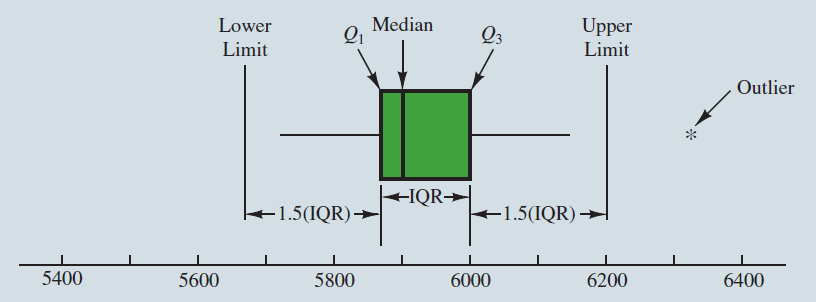 Lower
Limit
Q1
Median
Q3
Upper
Limit
Outlier
*
1.5(IQR)
IQR
1.5(IQR)
5400
5600
5800
6000
6200
6400